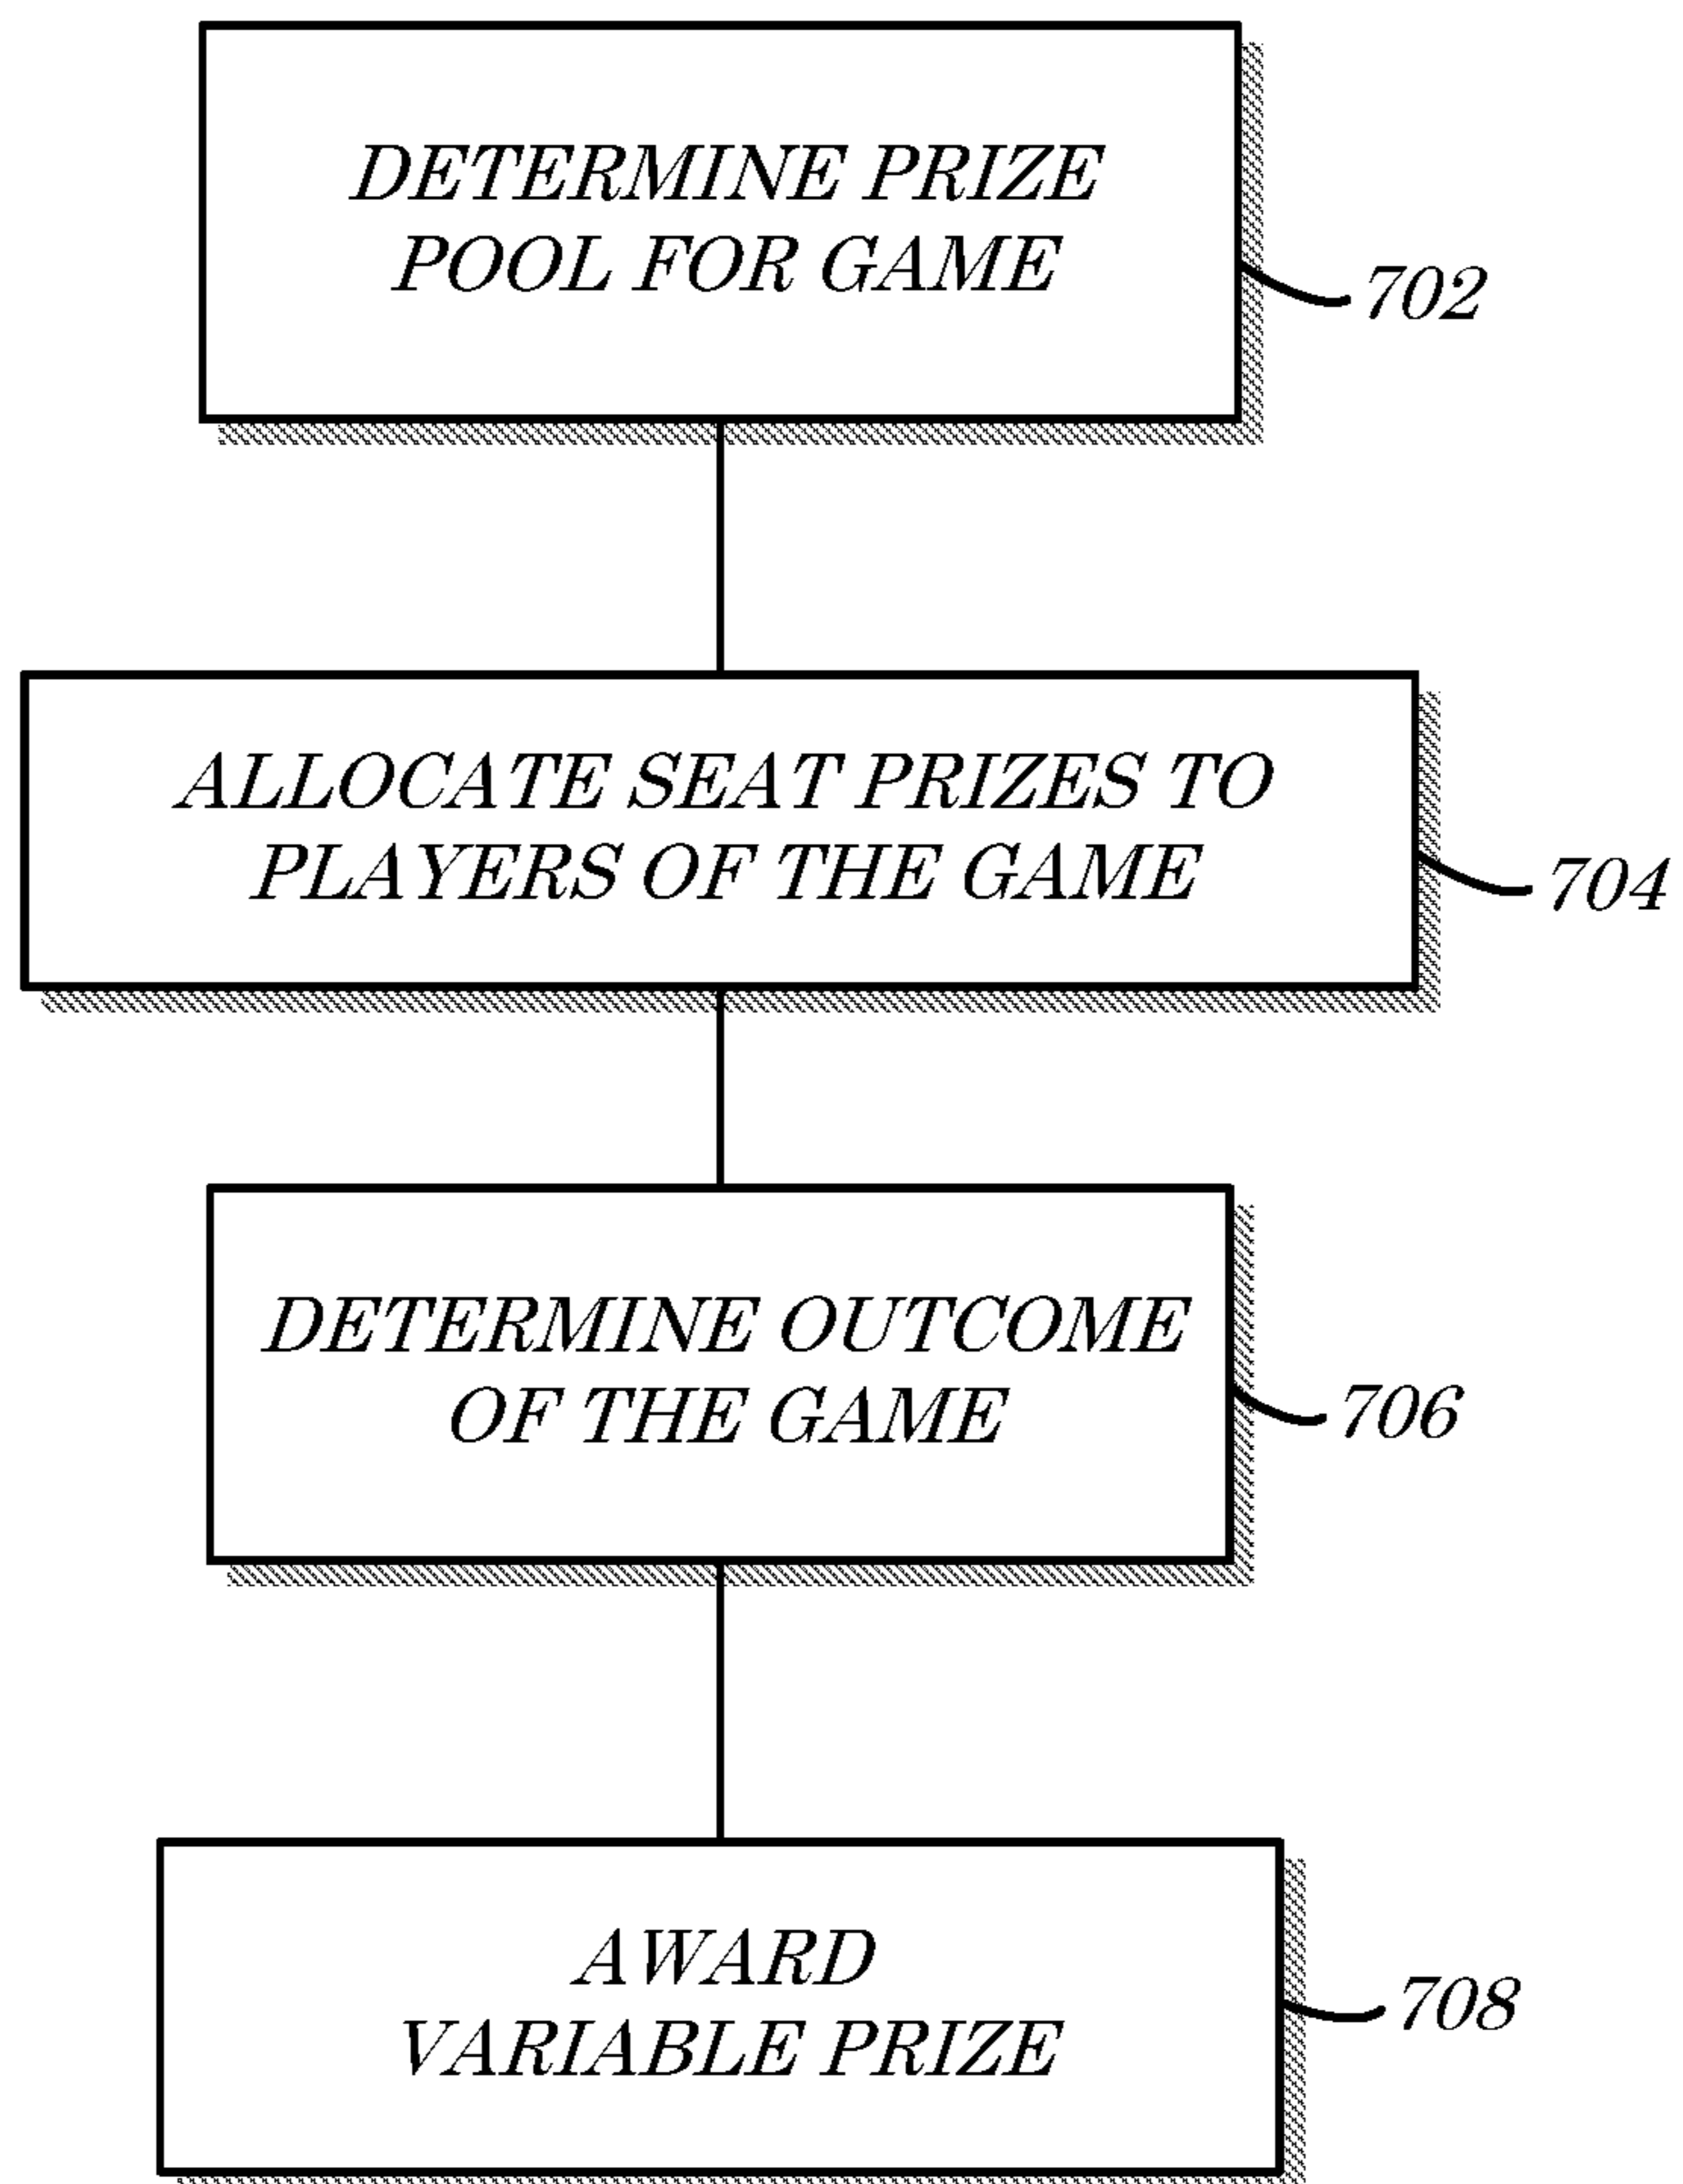 DETERMINE PRIZE
POOL FOR GAME
702
ALLOCATE SEAT PRIZES TO
PLAYERS OF THE GAME
704
DETERMINE OUTCOME
OF THE GAME
706
AWARD
VARIABLE PRIZE
708